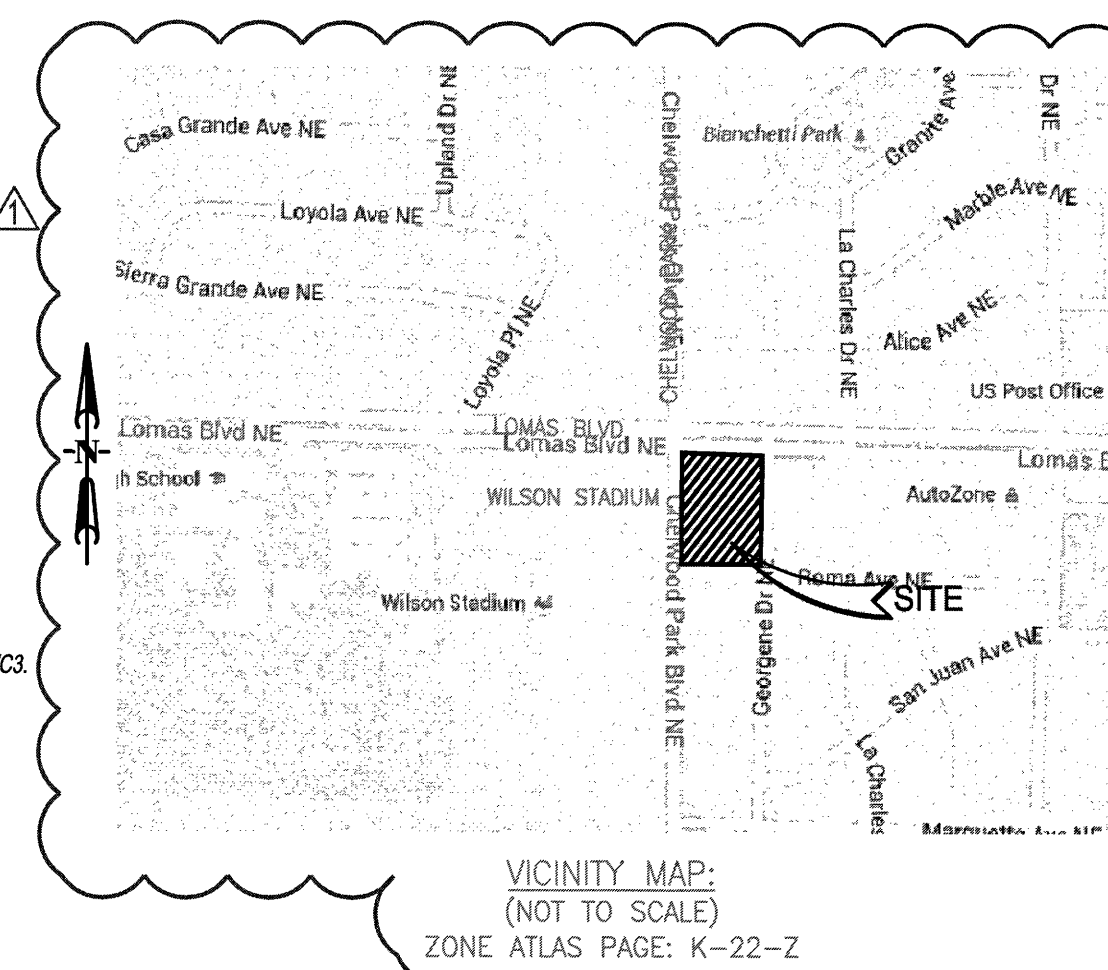 Casa Grande Ave NE
Upland Dr NE
Bianchetti Park
Granite Ave
Dr NE
1
Loyola Ave NE
Marble Ave NE
La Charles Dr NE
Sierra Grande Ave NE
Loyola Pl NE
Alice Ave NE
US Post Office
-N-
Lomas Blvd NE
LOMAS BLVD
Lomas Blvd NE
Lomas B
h School
WILSON STADIUM
AutoZone
Chelwood Park Blvd NE
Wilson Stadium
Georgene Dr N
Roma Ave NE
SITE
C3.
San Juan Ave NE
La Charles
Marquette Ave NE
VICINITY MAP:
(NOT TO SCALE)
ZONE ATLAS PAGE: K-22-Z